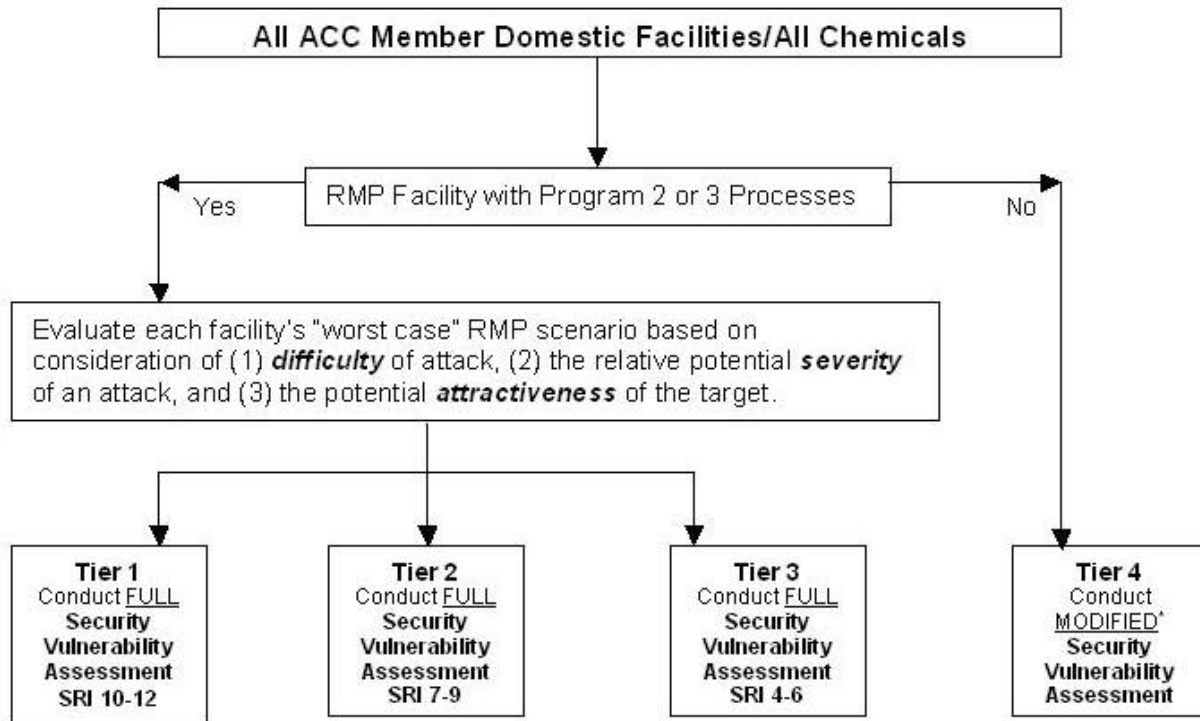 All ACC Member Domestic Facilities/All Chemicals
RMP Facility with Program 2 or 3 Processes
Yes
No
Evaluate each facility's "worst case" RMP scenario based on
consideration of (1) difficulty of attack, (2) the relative potential severity
of an attack, and (3) the potential attractiveness of the target.
Tier 1
Conduct FULL
Security
Vulnerability
Assessment
SRI 10-12
Tier 2
Conduct FULL
Security
Vulnerability
Assessment
SRI 7-9
Tier 3
Conduct FULL
Security
Vulnerability
Assessment
SRI 4-6
Tier 4
Conduct
MODIFIED*
Security
Vulnerability
Assessment